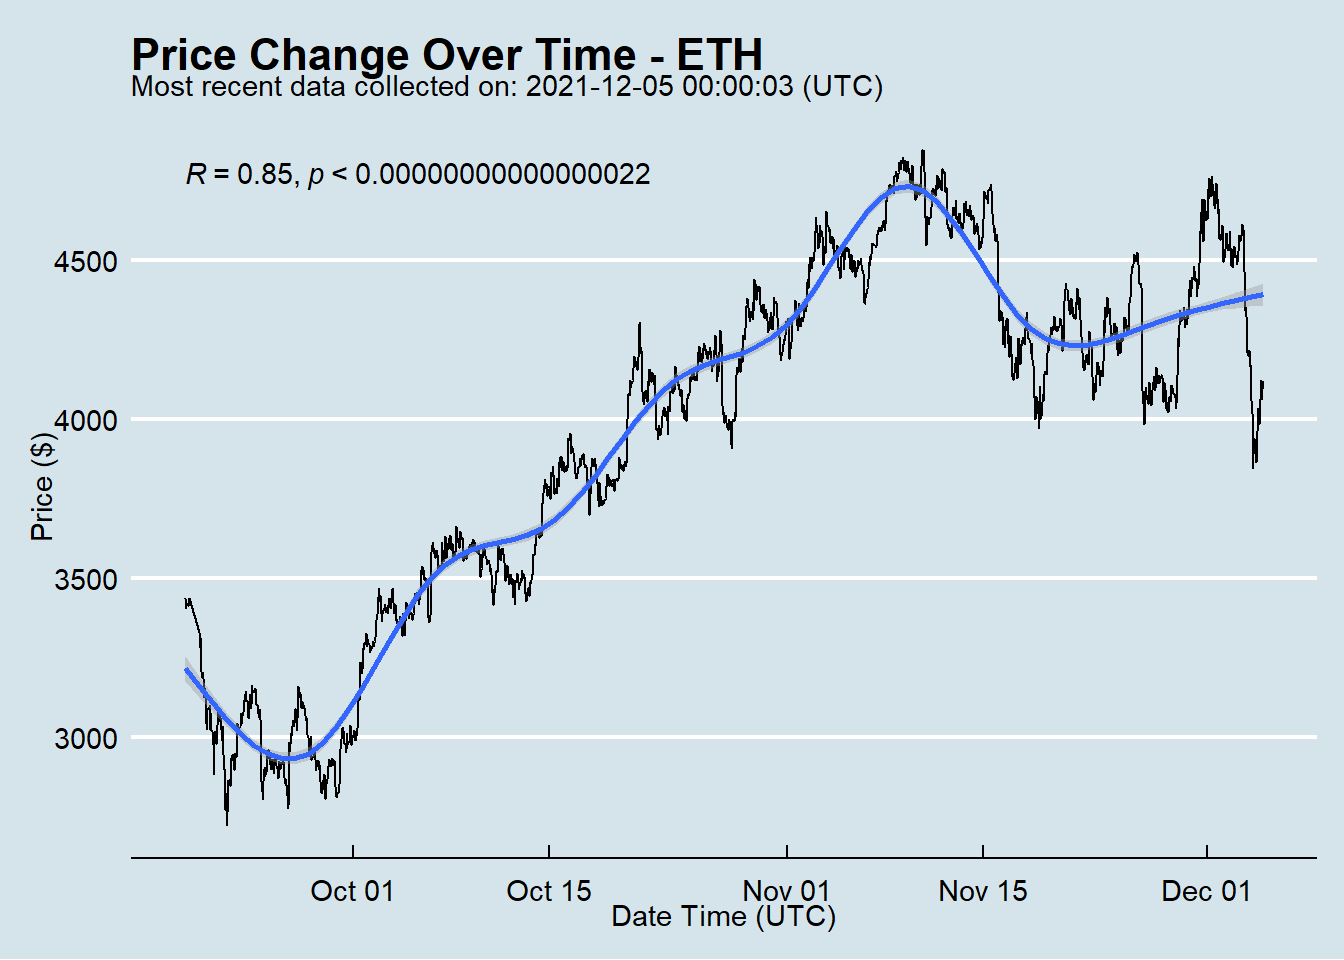 Price Change Over Time - ETH
Most recent data collected on: 2021-12-05 00:00:03 (UTC)
R = 0.85, p < 0.00000000000000022
4500
4000
3500
3000
Price ($)
Oct 01 Oct 15 Nov 01 Nov 15 Dec 01
Date Time (UTC)